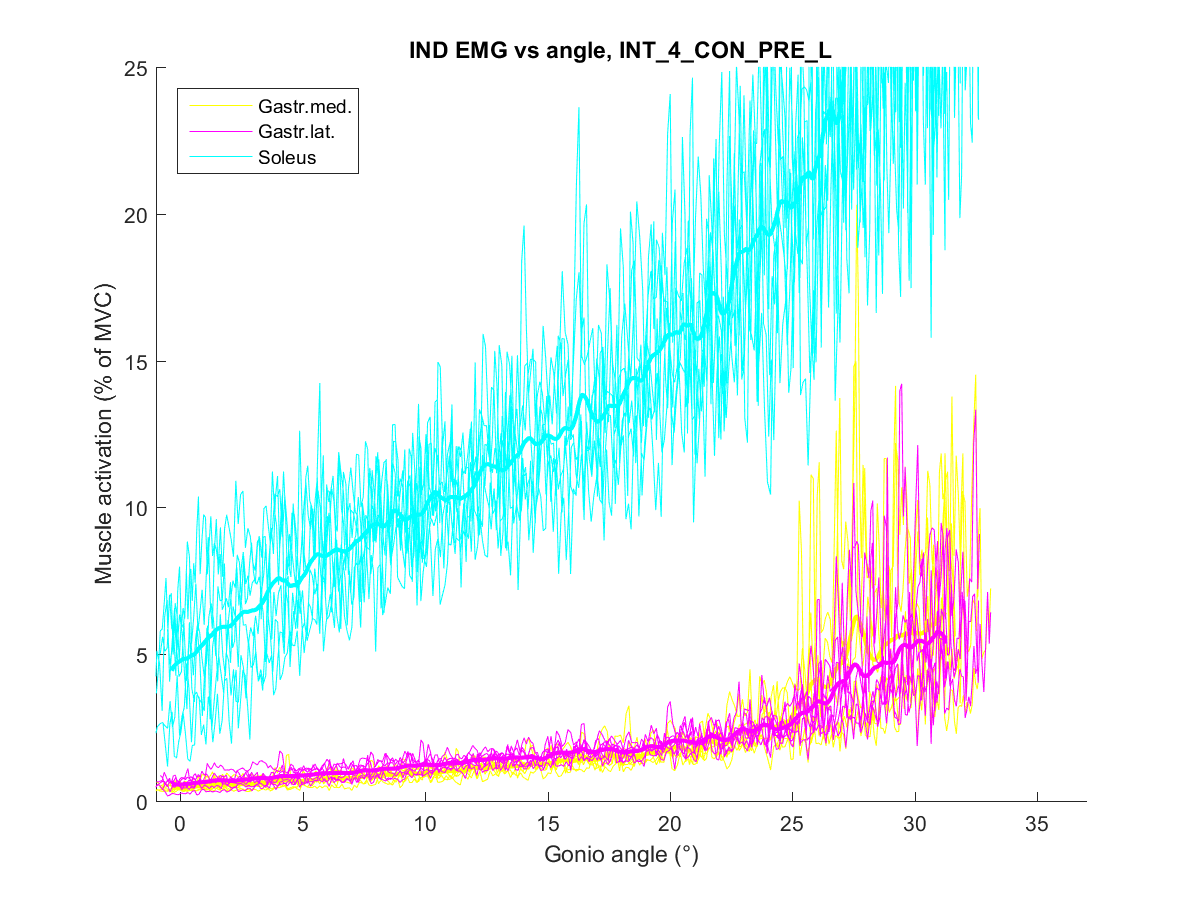 IND EMG vs angle, INT_4_CON_PRE_L
25
20
15
10
5
0
Muscle activation (% of MVC)
Gastr.med.
Gastr.lat.
Soleus
0 5 10 15 20 25 30 35
Gonio angle (°)